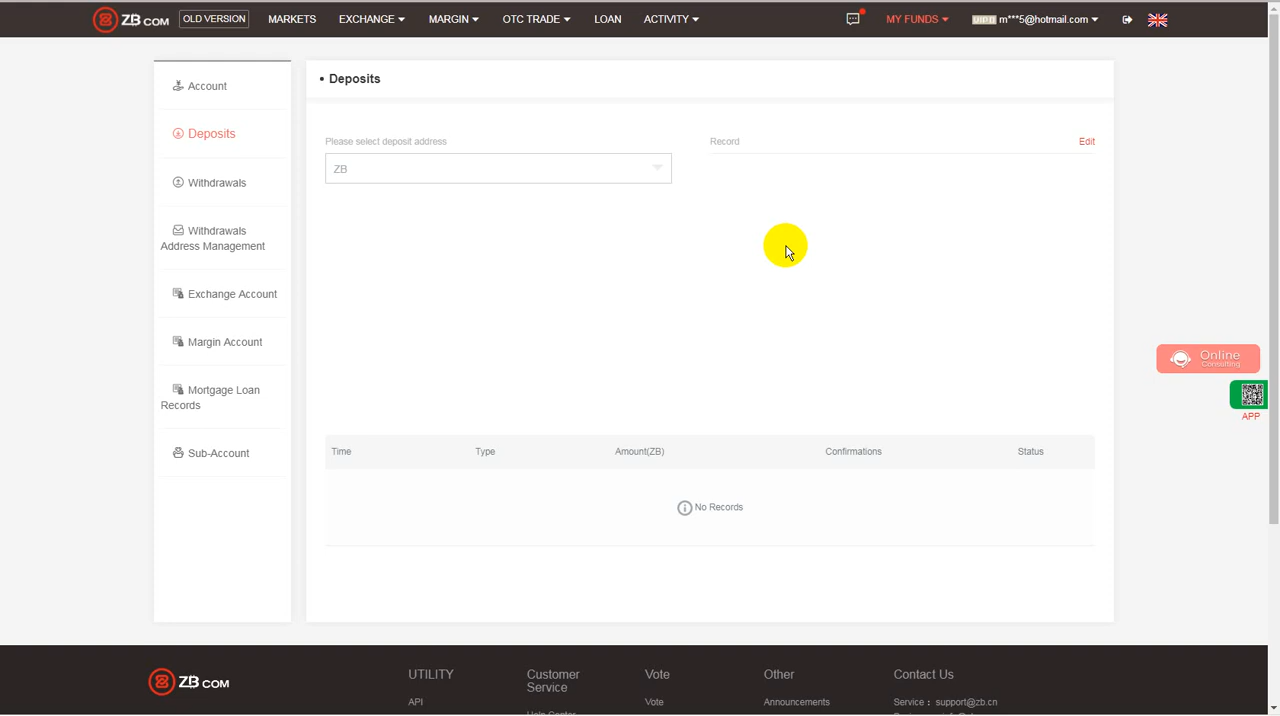 ZB COM
OLD VERSION
MARKETS
EXCHANGE
MARGIN
OTC TRADE
LOAN
ACTIVITY
MY FUNDS
VIP0 m***5@hotmail.com
Account
Deposits
Withdrawals
Withdrawals
Address Management
Exchange Account
Margin Account
Mortgage Loan
Records
Sub-Account
• Deposits
Please select deposit address
ZB
Record
Edit
Time Type Amount(ZB) Confirmations Status
No Records
Online
Consulting
APP
ZB COM
UTILITY
API
Customer
Service
Help Center
Vote
Vote
Other
Announcements
Contact Us
Service : support@zb.cn